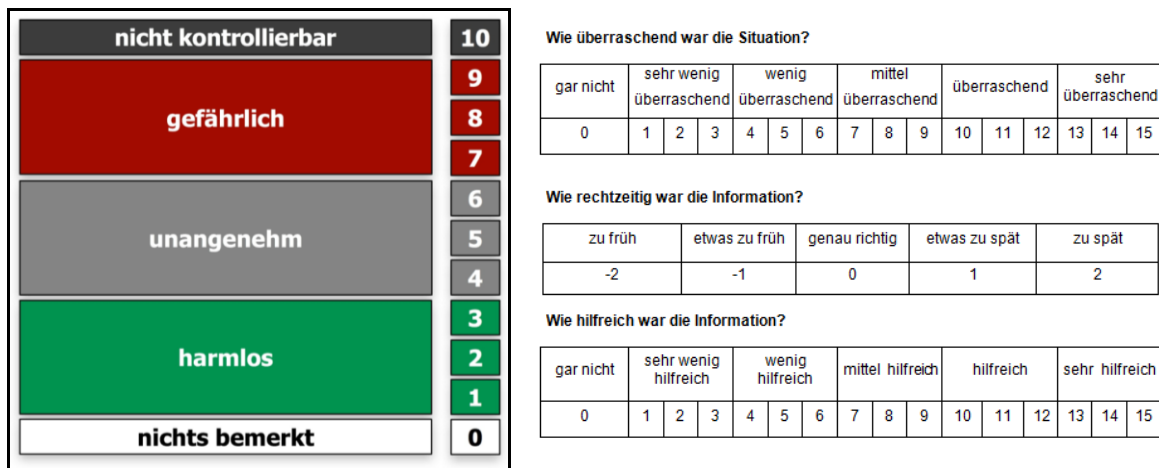 nicht kontrollierbar 10
9
gefährlich 8
7
6
unangenehm 5
4
3
harmlos 2
1
nichts bemerkt 0
Wie überraschend war die Situation?
gar nicht sehr wenig überraschend wenig überraschend mittel überraschend überraschend sehr überraschend
0 1 2 3 4 5 6 7 8 9 10 11 12 13 14 15
Wie rechtzeitig war die Information?
zu früh etwas zu früh genau richtig etwas zu spät zu spät
-2 -1 0 1 2
Wie hilfreich war die Information?
gar nicht sehr wenig hilfreich wenig hilfreich mittel hilfreich hilfreich sehr hilfreich
0 1 2 3 4 5 6 7 8 9 10 11 12 13 14 15